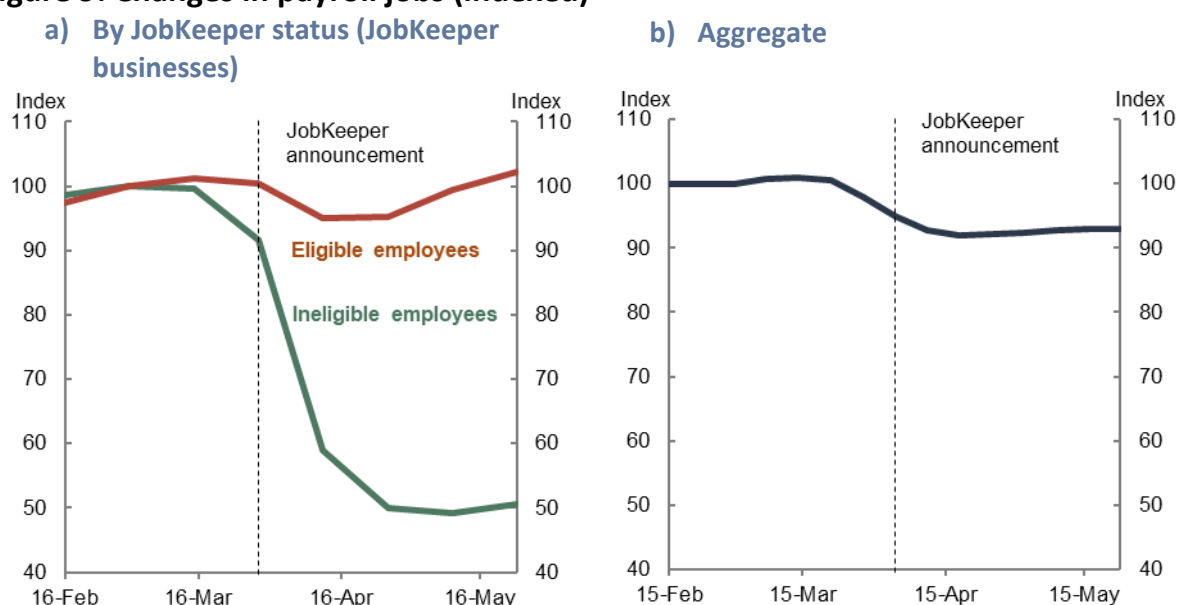 a) By JobKeeper status (JobKeeper
businesses)
Index
Index
110
110
JobKeeper
announcement
100
100
90
90
Eligible employees
80
80
Ineligible employees
70
70
60
60
50
50
40
40
16-Feb
16-Mar
16-Apr
16-May
b) Aggregate
Index
Index
110
110
JobKeeper
announcement
100
100
90
90
80
80
70
70
60
60
50
50
40
40
15-Feb
15-Mar
15-Apr
15-May